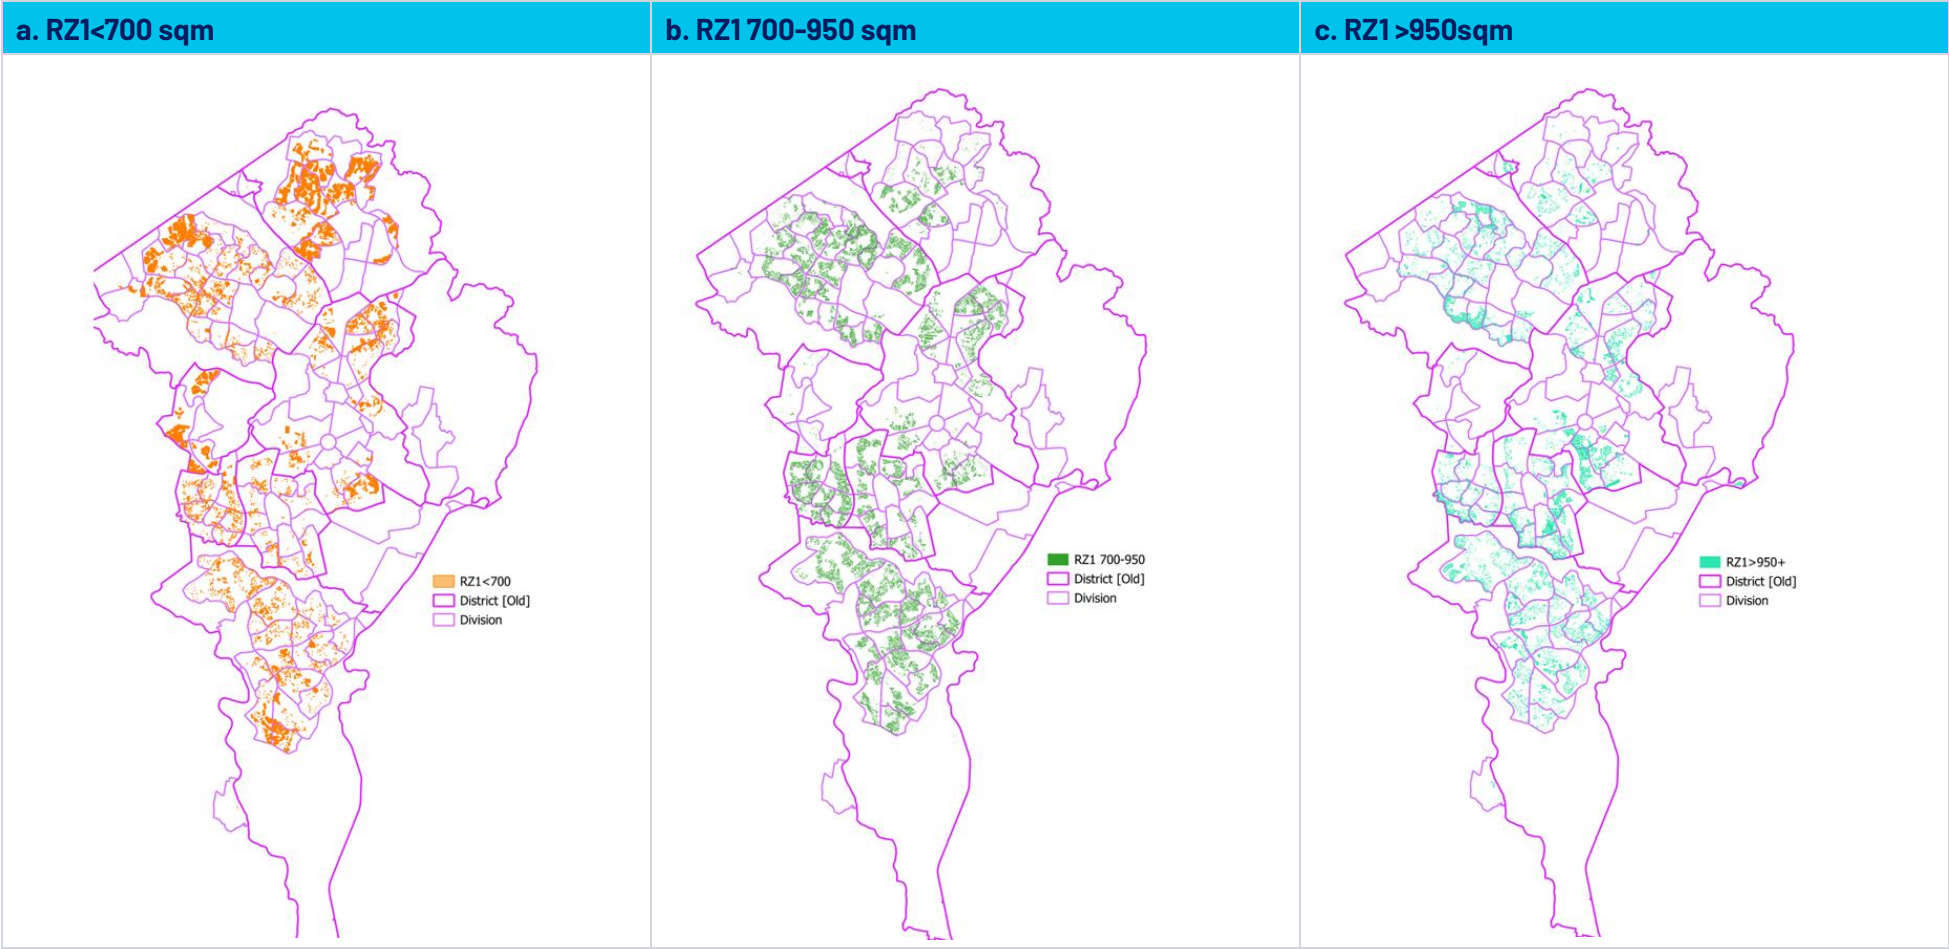 a. RZ1<700 sqm
b. RZ1 700-950 sqm
c. RZ1 >950sqm
RZ1<700
District [Old]
Division
RZ1 700-950
District [Old]
Division
RZ1>950+
District [Old]
Division